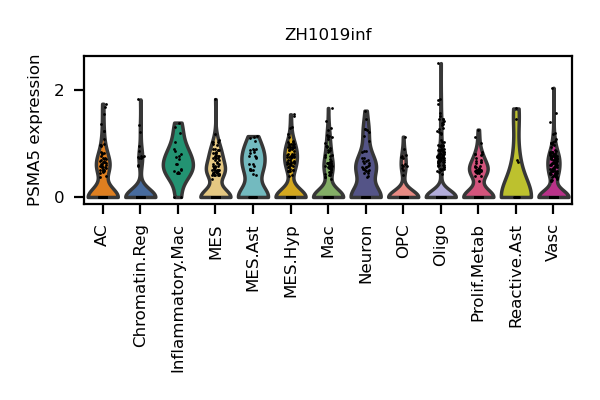 ZH1019inf
PSMA5 expression
2
0
AC
Chromatin.Reg
Inflammatory.Mac
MES
MES.Ast
MES.Hyp
Mac
Neuron
OPC
Oligo
Prolif.Metab
Reactive.Ast
Vasc